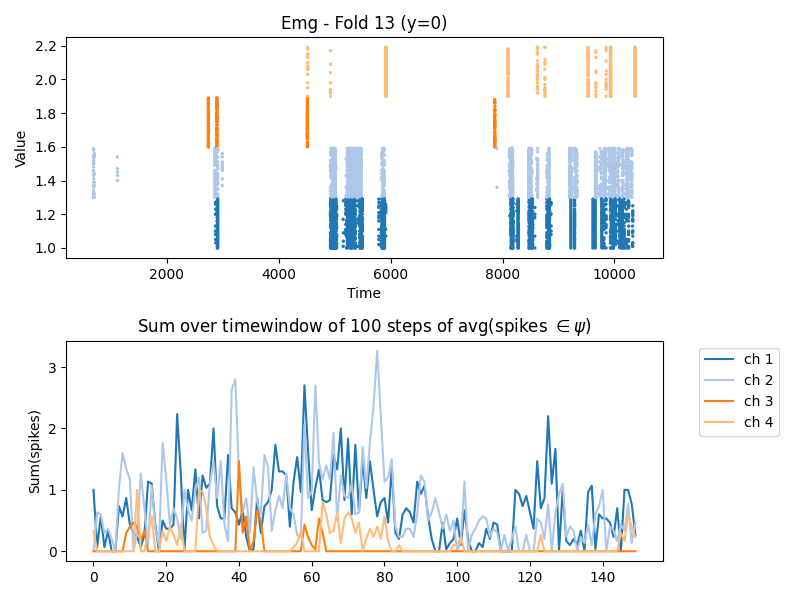 Emg - Fold 13 (y=0)
Value
2.2
2.0
1.8
1.6
1.4
1.2
1.0
2000 4000 6000 8000 10000
Time
Sum over timewindow of 100 steps of avg(spikes ∈ ψ)
Sum(spikes)
3
2
1
0
0 20 40 60 80 100 120 140
ch 1
ch 2
ch 3
ch 4